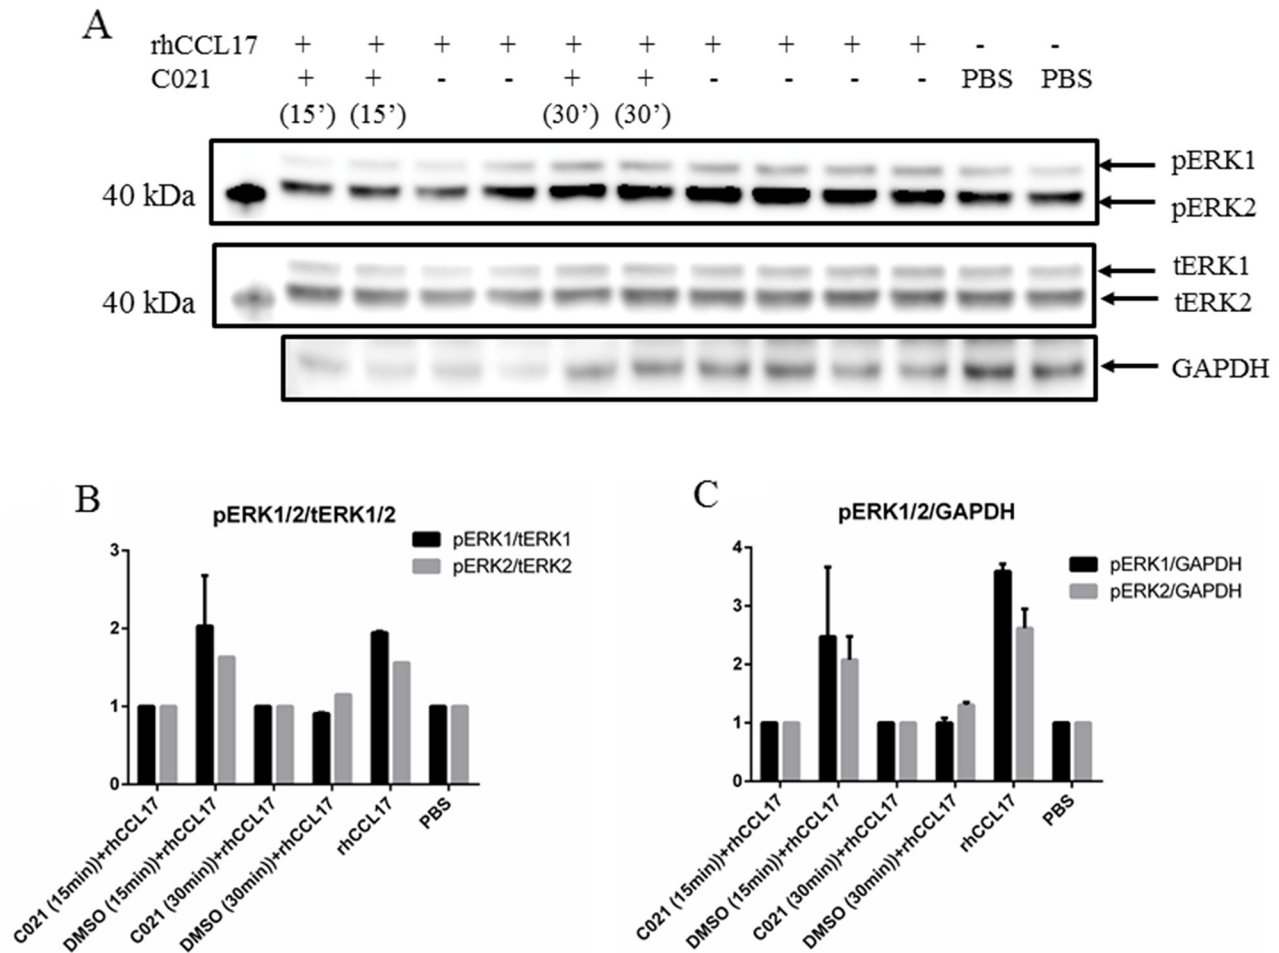 A
rhCCL17 + + + + + + + + + + - -
C021 + + - - + + - - - - PBS PBS
(15’) (15’) (30’) (30’)
pERK1
40 kDa
pERK2
tERK1
40 kDa
tERK2
GAPDH
B
pERK1/2/tERK1/2
pERK1/tERK1
pERK2/tERK2
3
2
1
0
C021 (15min))+rhCCL17
DMSO (15min))+rhCCL17
C021 (30min))+rhCCL17
DMSO (30min))+rhCCL17
rhCCL17
PBS
C
pERK1/2/GAPDH
pERK1/GAPDH
pERK2/GAPDH
4
3
2
1
0
C021 (15min))+rhCCL17
DMSO (15min))+rhCCL17
C021 (30min))+rhCCL17
DMSO (30min))+rhCCL17
rhCCL17
PBS